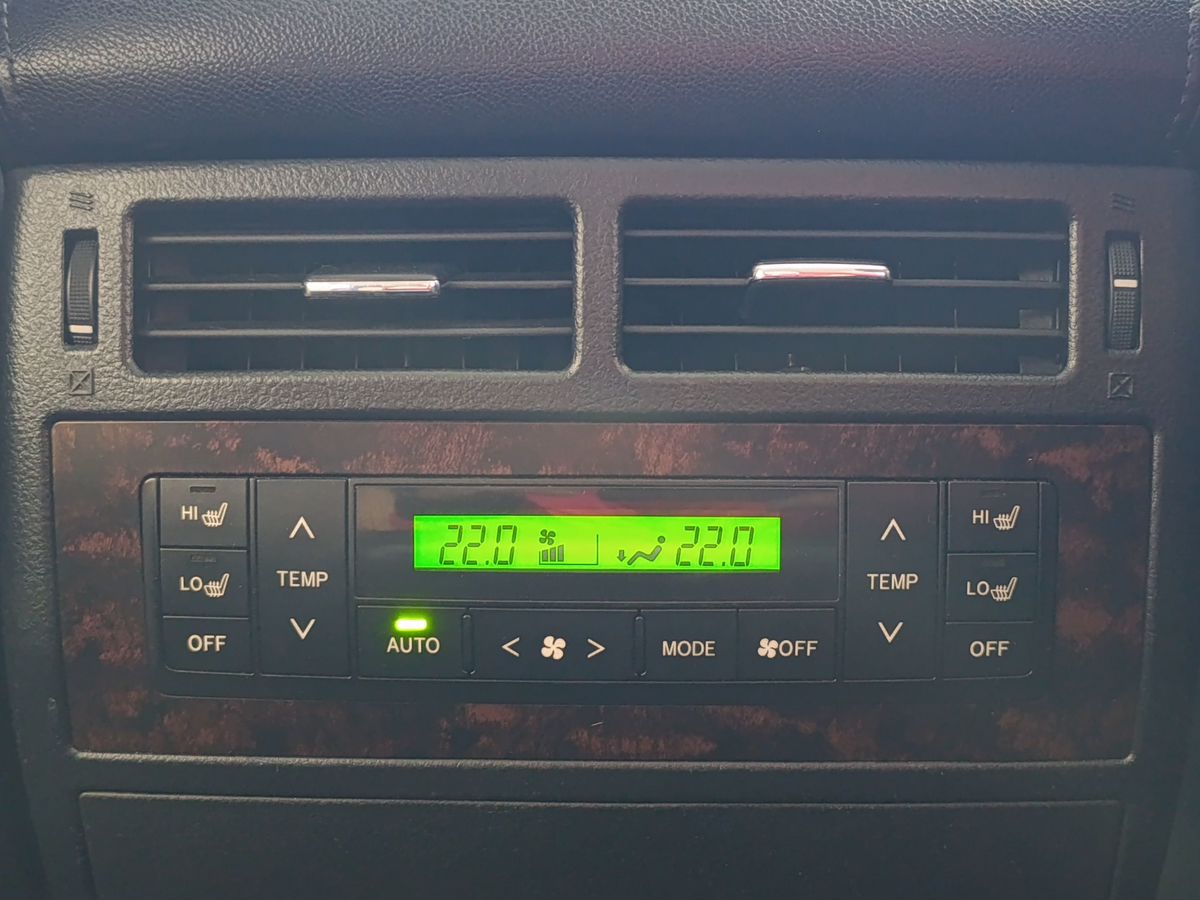 22.0 22.0
HI
LO
OFF
TEMP
AUTO
< >
MODE
OFF
TEMP
HI
LO
OFF